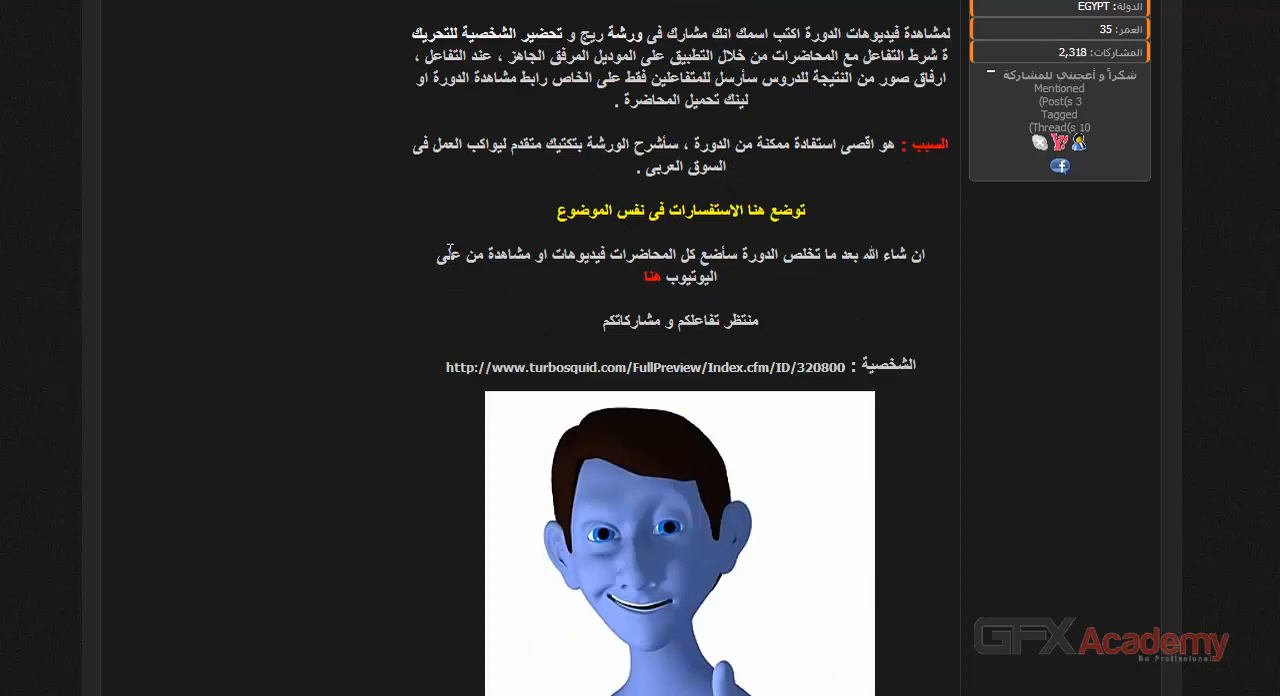 لمشاهدة فيديوهات الدورة اكتب اسمك انك مشارك فى ورشة ريج و تحضير الشخصية للتحريك
ة شرط التفاعل مع المحاضرات من خلال التطبيق على الموديل المرفق الجاهز ، عند التفاعل ،
ارفاق صور من النتيجة للدروس سأرسل للمتفاعلين فقط على الخاص رابط مشاهدة الدورة او
لينك تحميل المحاضرة .
السبب : هو اقصى استفادة ممكنة من الدورة ، سأشرح الورشة بتكتيك متقدم ليواكب العمل فى
السوق العربى .
توضع هنا الاستفسارات فى نفس الموضوع
ان شاء الله بعد ما تخلص الدورة سأضع كل المحاضرات فيديوهات او مشاهدة من على
اليوتيوب هنا
منتظر تفاعلكم و مشاركاتكم
الشخصية : http://www.turbosquid.com/FullPreview/Index.cfm/ID/320800
الدولة: EGYPT
العمر: 35
المشاركات: 2,318
شكراً و أعجبني للمشاركة
Mentioned
(Post(s 3
Tagged
(Thread(s 10
GFX Academy
Be Professional